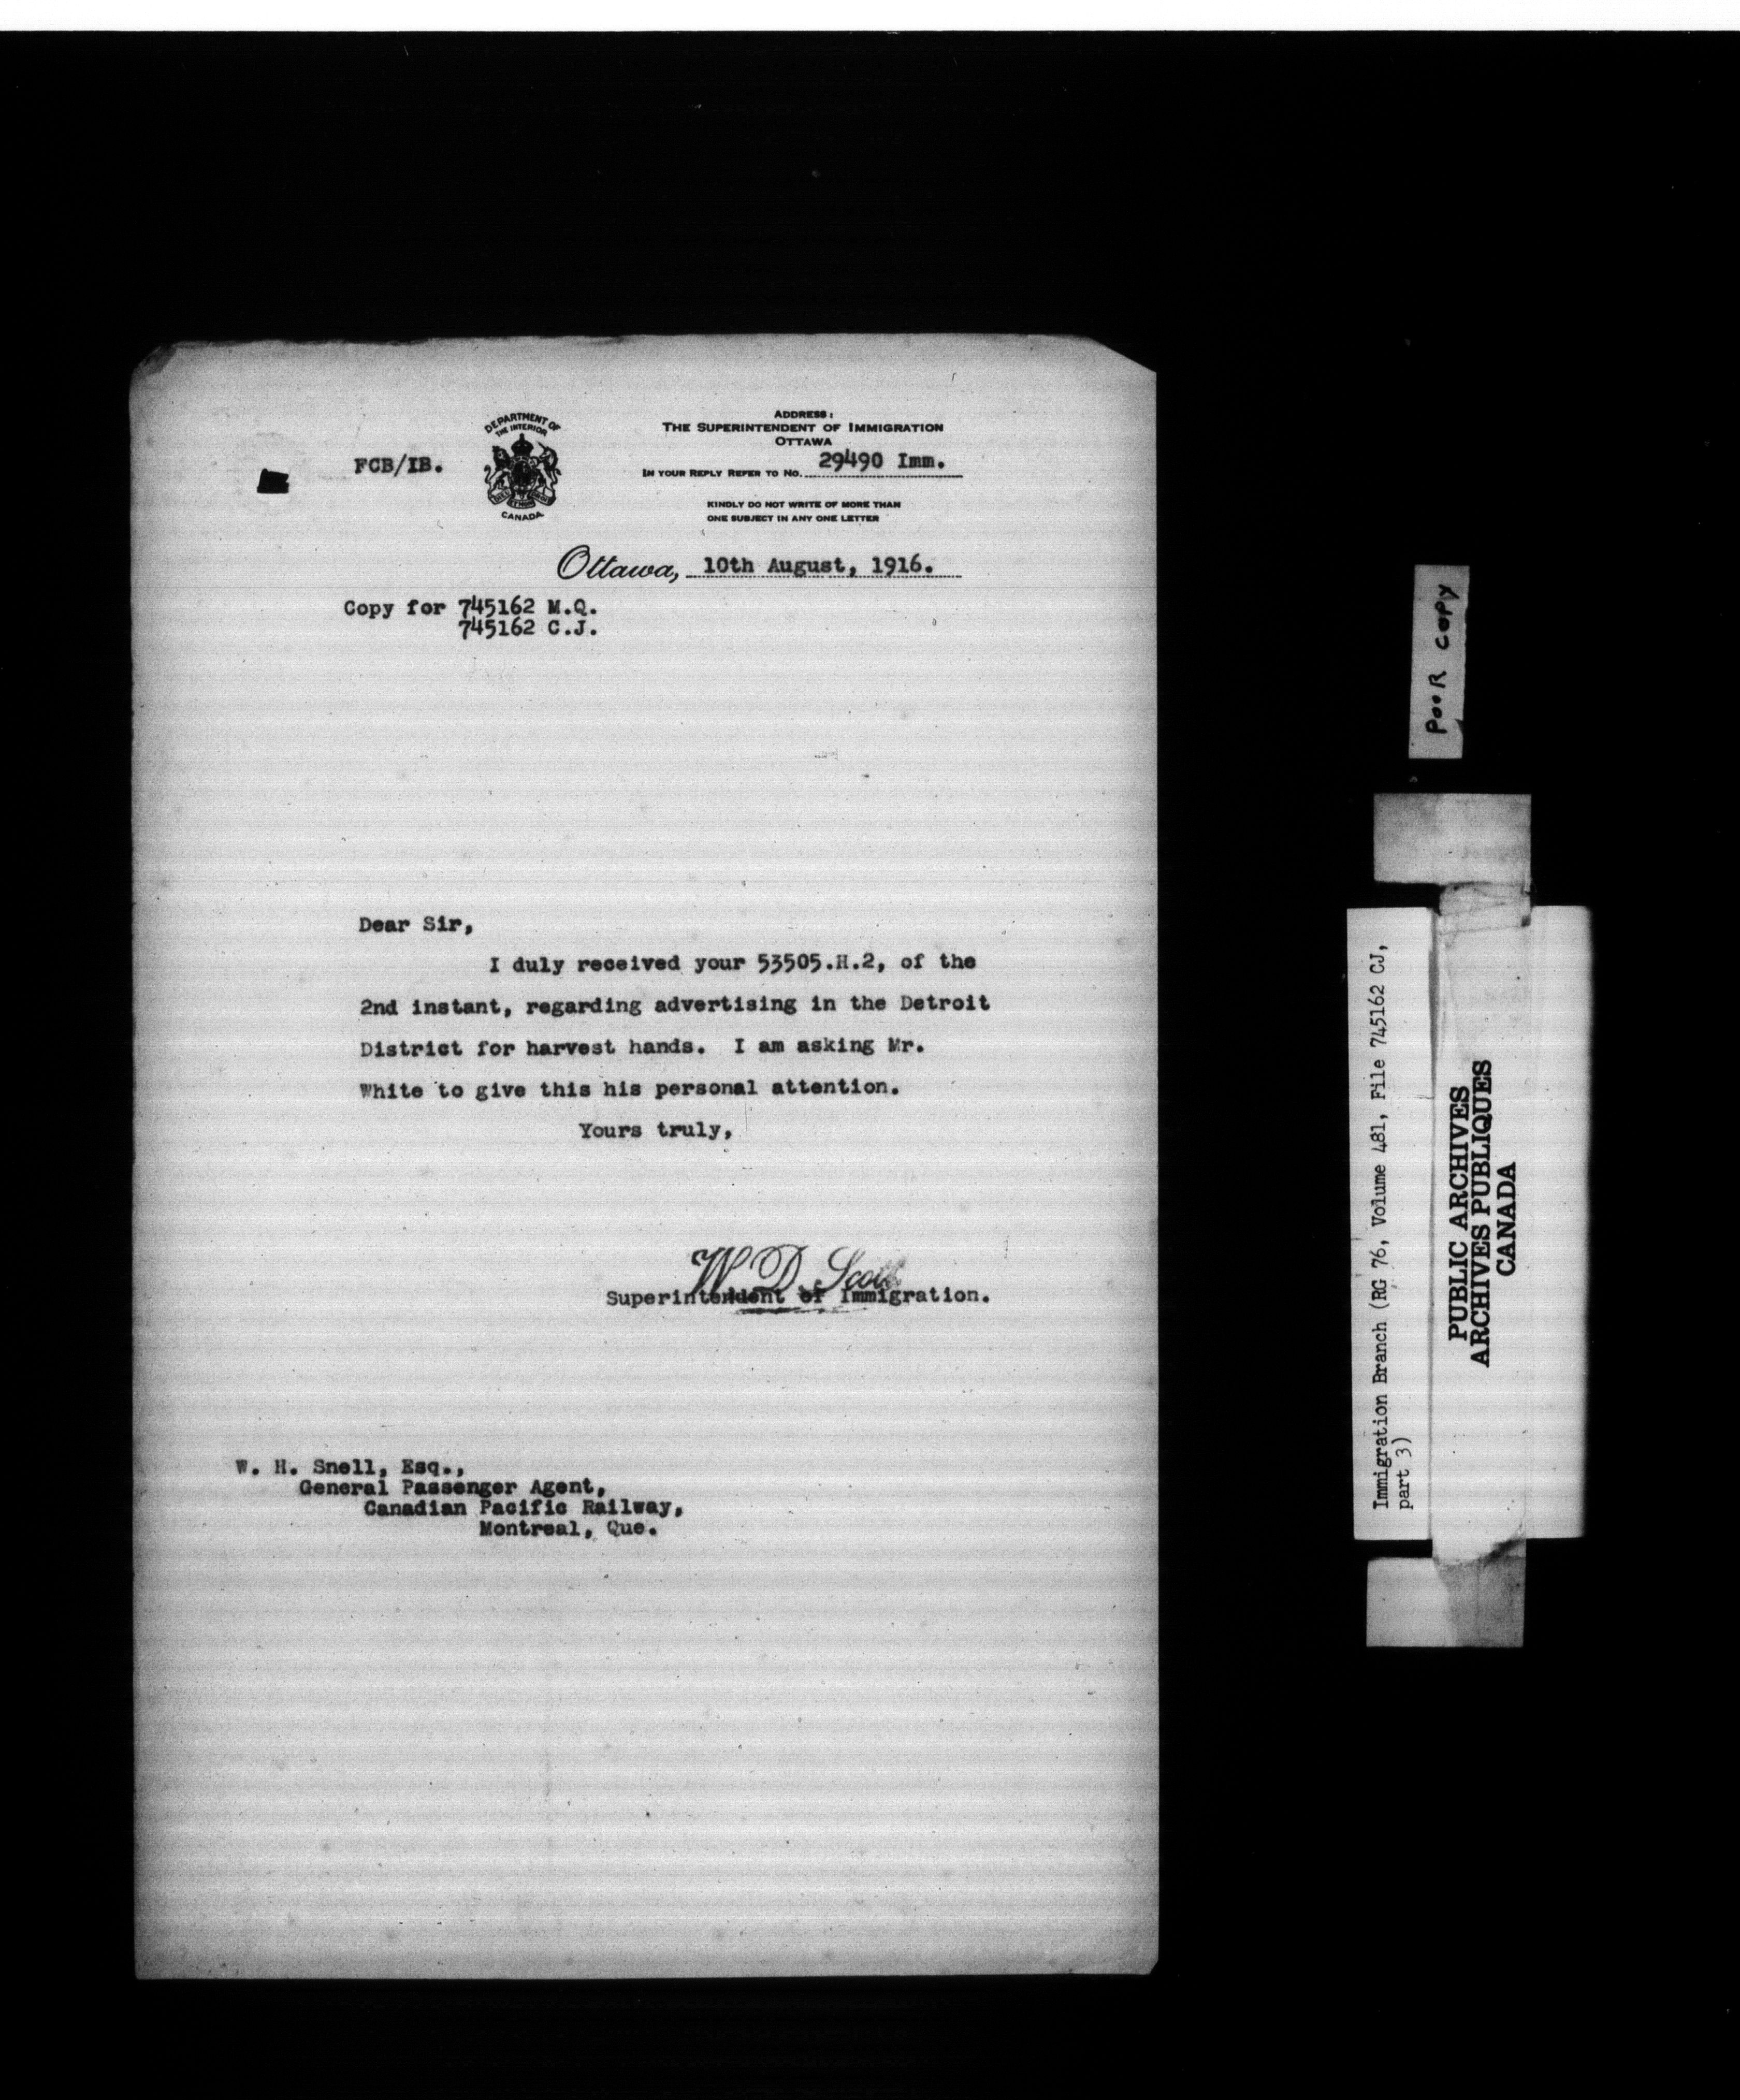 DEPARTMENT OF
THE INTERIOR
CANADA
FCB/IB.
ADDRESS:
THE SUPERINTENDENT OF IMMIGRATION
OTTAWA
IN YOUR REPLY REFER TO NO. 29490 Imm.
KINDLY DO NOT WRITE OF MORE THAN
ONE SUBJECT IN ANY ONE LETTER
Ottawa, 10th August, 1916.
Copy for 745162 M.Q.
745162 C.J.
Dear Sir,
I duly received your 53505.H.2, of the
2nd instant, regarding advertising in the Detroit
District for harvest hands. I am asking Mr.
White to give this his personal attention.
Yours truly,
W. D. Scott
Superintendent of Immigration.
W. H. Snell, Esq.,
General Passenger Agent,
Canadian Pacific Railway,
Montreal, Que.
POOR COPY
Immigration Branch (RG 76, Volume 481, File 745162 CJ,
part 3)
PUBLIC ARCHIVES
ARCHIVES PUBLIQUES
CANADA